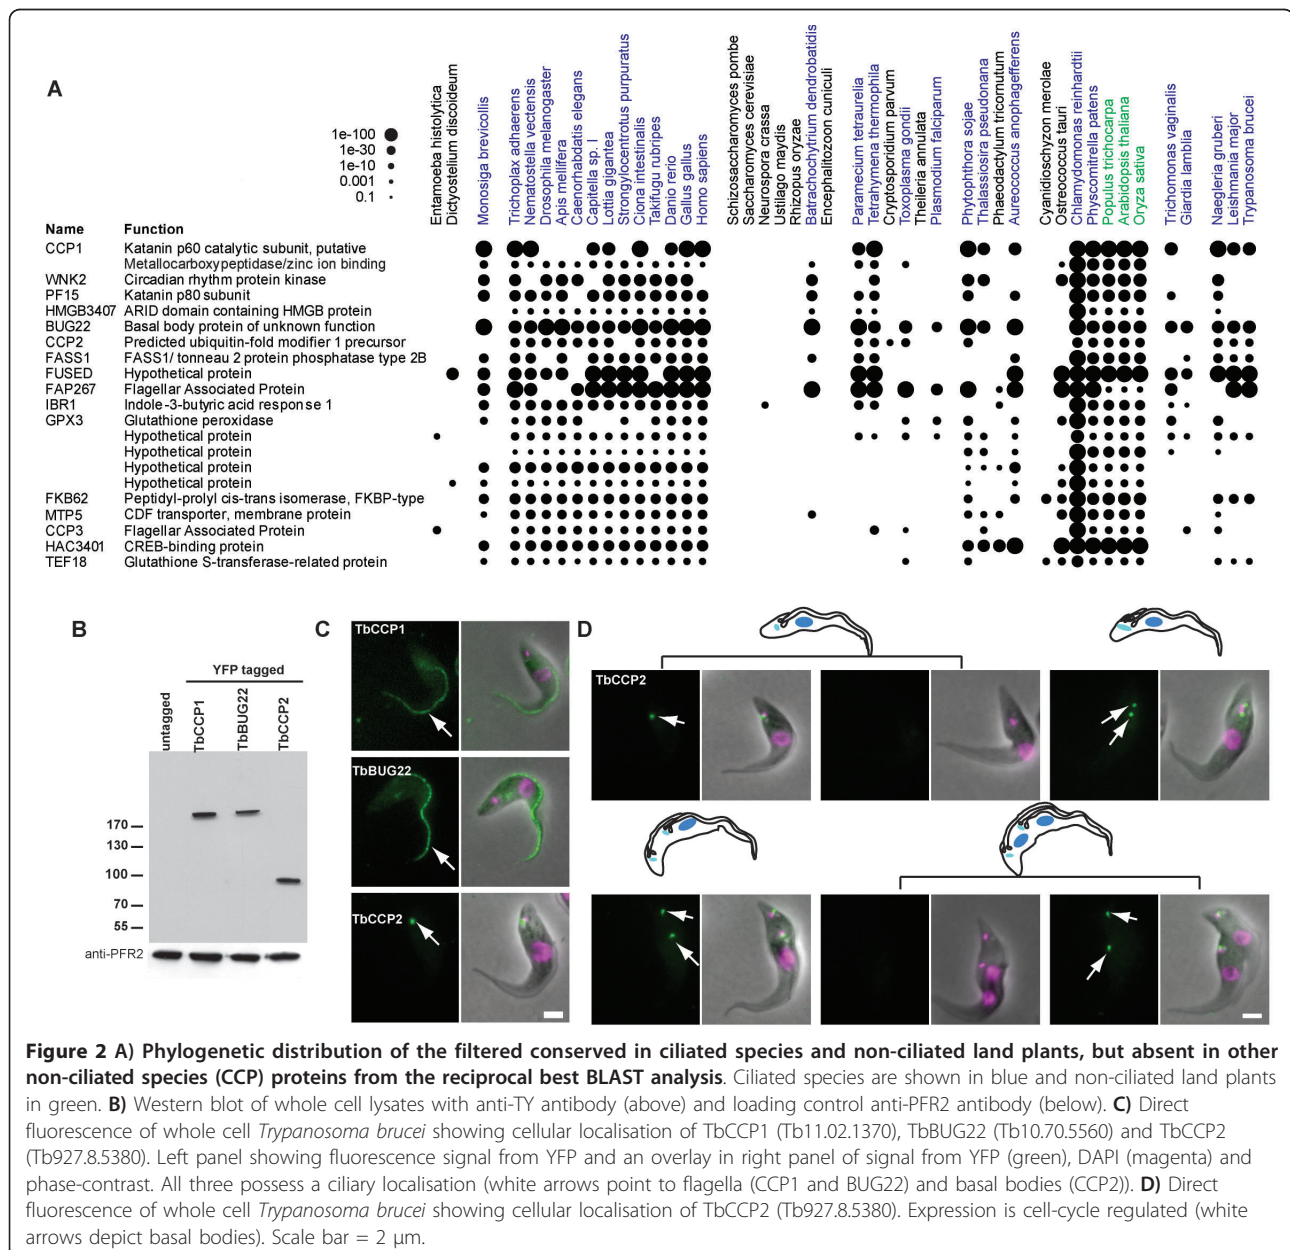 A
1e-100
1e-30
1e-10
0.001
0.1
Entamoeba histolytica
Dictyostelium discoideum
Monosiga brevicollis
Trichoplax adhaerens
Nematostella vectensis
Drosophila melanogaster
Apis mellifera
Caenorhabdatis elegans
Capitella sp. I
Lottia gigantea
Strongylocentrotus purpuratus
Ciona intestinalis
Takifugu rubripes
Danio rerio
Gallus gallus
Homo sapiens
Schizosaccharomyces pombe
Saccharomyces cerevisiae
Neurospora crassa
Ustilago maydis
Rhizopus oryzae
Batrachochytrium dendrobatidis
Encephalitozoon cuniculi
Paramecium tetraurelia
Tetrahymena thermophila
Cryptosporidium parvum
Toxoplasma gondii
Theileria annulata
Plasmodium falciparum
Phytophthora sojae
Thalassiosira pseudonana
Phaeodactylum tricornutum
Aureococcus anophagefferens
Cyanidioschyzon merolae
Ostreococcus tauri
Chlamydomonas reinhardtii
Physcomitrella patens
Populus trichocarpa
Arabidopsis thaliana
Oryza sativa
Trichomonas vaginalis
Giardia lamblia
Naegleria gruberi
Leishmania major
Trypanosoma brucei
Name Function
CCP1 Katanin p60 catalytic subunit, putative
Metallocarboxypeptidase/zinc ion binding
WNK2 Circadian rhythm protein kinase
PF15 Katanin p80 subunit
HMGB3407 ARID domain containing HMGB protein
BUG22 Basal body protein of unknown function
CCP2 Predicted ubiquitin-fold modifier 1 precursor
FASS1 FASS1/ tonneau 2 protein phosphatase type 2B
FUSED Hypothetical protein
FAP267 Flagellar Associated Protein
IBR1 Indole-3-butyric acid response 1
GPX3 Glutathione peroxidase
Hypothetical protein
Hypothetical protein
Hypothetical protein
Hypothetical protein
FKB62 Peptidyl-prolyl cis-trans isomerase, FKBP-type
MTP5 CDF transporter, membrane protein
CCP3 Flagellar Associated Protein
HAC3401 CREB-binding protein
TEF18 Glutathione S-transferase-related protein
B
YFP tagged
untagged
TbCCP1
TbBUG22
TbCCP2
170
130
100
70
55
anti-PFR2
C
TbCCP1
TbBUG22
TbCCP2
D
TbCCP2
Figure 2 A) Phylogenetic distribution of the filtered conserved in ciliated species and non-ciliated land plants, but absent in other
non-ciliated species (CCP) proteins from the reciprocal best BLAST analysis. Ciliated species are shown in blue and non-ciliated land plants
in green. B) Western blot of whole cell lysates with anti-TY antibody (above) and loading control anti-PFR2 antibody (below). C) Direct
fluorescence of whole cell Trypanosoma brucei showing cellular localisation of TbCCP1 (Tb11.02.1370), TbBUG22 (Tb10.70.5560) and TbCCP2
(Tb927.8.5380). Left panel showing fluorescence signal from YFP and an overlay in right panel of signal from YFP (green), DAPI (magenta) and
phase-contrast. All three possess a ciliary localisation (white arrows point to flagella (CCP1 and BUG22) and basal bodies (CCP2)). D) Direct
fluorescence of whole cell Trypanosoma brucei showing cellular localisation of TbCCP2 (Tb927.8.5380). Expression is cell-cycle regulated (white
arrows depict basal bodies). Scale bar = 2 μm.